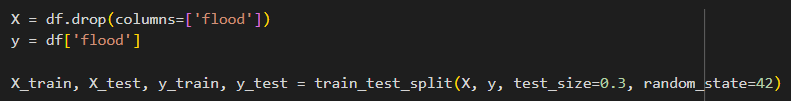 X = df.drop(columns=['flood'])
y = df['flood']
X_train, X_test, y_train, y_test = train_test_split(X, y, test_size=0.3, random_state=42)